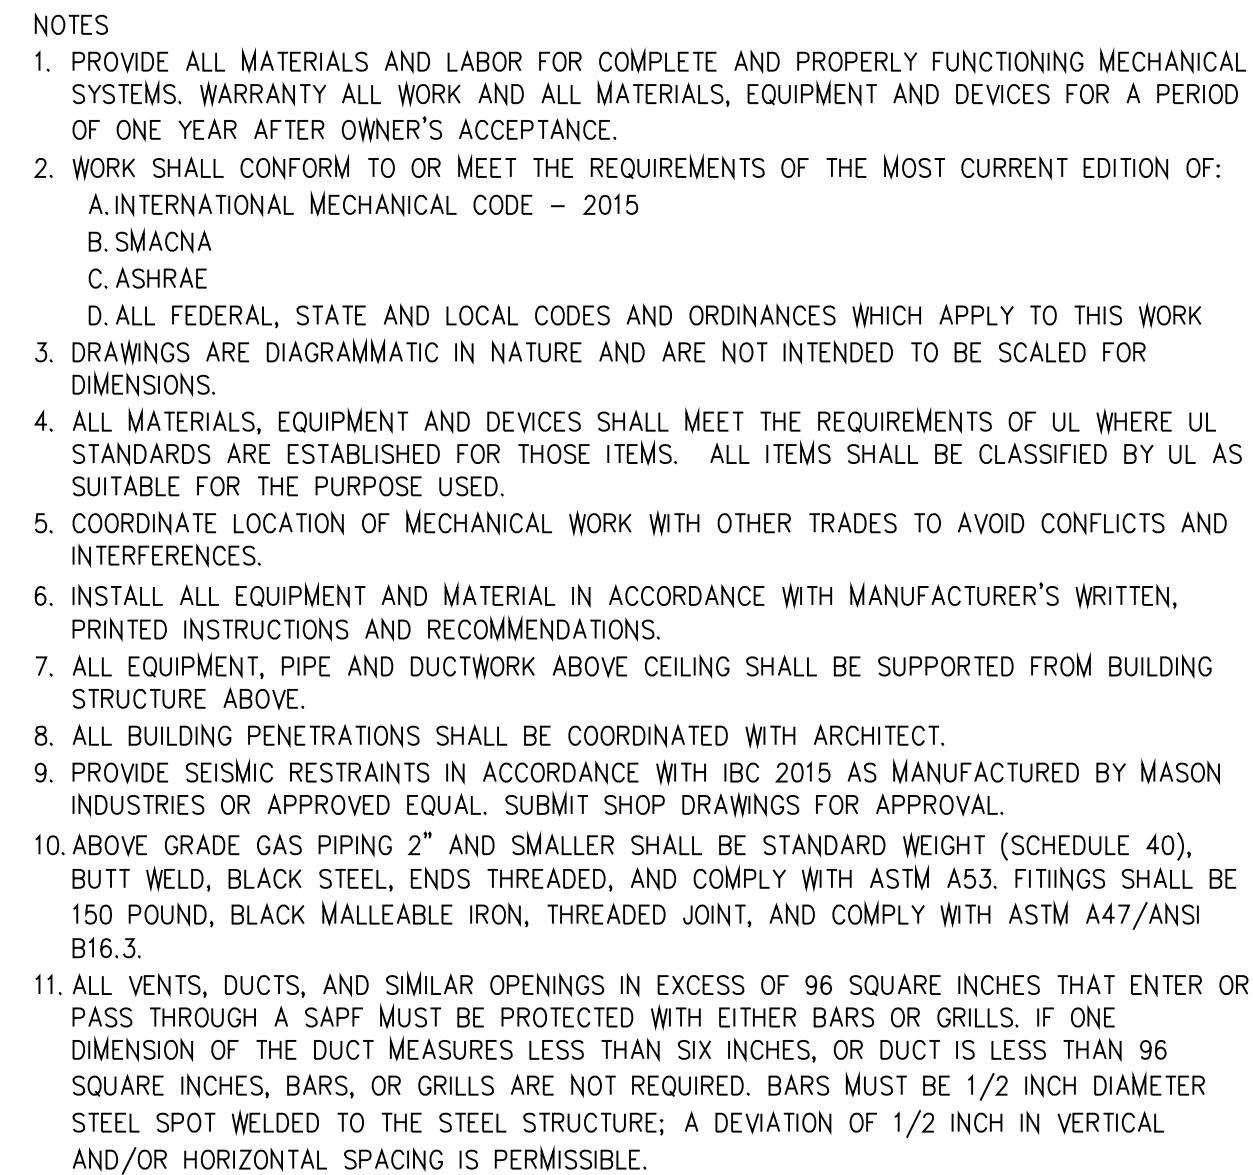 NOTES
1. PROVIDE ALL MATERIALS AND LABOR FOR COMPLETE AND PROPERLY FUNCTIONING MECHANICAL
SYSTEMS. WARRANTY ALL WORK AND ALL MATERIALS, EQUIPMENT AND DEVICES FOR A PERIOD
OF ONE YEAR AFTER OWNER'S ACCEPTANCE.
2. WORK SHALL CONFORM TO OR MEET THE REQUIREMENTS OF THE MOST CURRENT EDITION OF:
A. INTERNATIONAL MECHANICAL CODE – 2015
B. SMACNA
C. ASHRAE
D. ALL FEDERAL, STATE AND LOCAL CODES AND ORDINANCES WHICH APPLY TO THIS WORK
3. DRAWINGS ARE DIAGRAMMATIC IN NATURE AND ARE NOT INTENDED TO BE SCALED FOR
DIMENSIONS.
4. ALL MATERIALS, EQUIPMENT AND DEVICES SHALL MEET THE REQUIREMENTS OF UL WHERE UL
STANDARDS ARE ESTABLISHED FOR THOSE ITEMS. ALL ITEMS SHALL BE CLASSIFIED BY UL AS
SUITABLE FOR THE PURPOSE USED.
5. COORDINATE LOCATION OF MECHANICAL WORK WITH OTHER TRADES TO AVOID CONFLICTS AND
INTERFERENCES.
6. INSTALL ALL EQUIPMENT AND MATERIAL IN ACCORDANCE WITH MANUFACTURER'S WRITTEN,
PRINTED INSTRUCTIONS AND RECOMMENDATIONS.
7. ALL EQUIPMENT, PIPE AND DUCTWORK ABOVE CEILING SHALL BE SUPPORTED FROM BUILDING
STRUCTURE ABOVE.
8. ALL BUILDING PENETRATIONS SHALL BE COORDINATED WITH ARCHITECT.
9. PROVIDE SEISMIC RESTRAINTS IN ACCORDANCE WITH IBC 2015 AS MANUFACTURED BY MASON
INDUSTRIES OR APPROVED EQUAL. SUBMIT SHOP DRAWINGS FOR APPROVAL.
10. ABOVE GRADE GAS PIPING 2" AND SMALLER SHALL BE STANDARD WEIGHT (SCHEDULE 40),
BUTT WELD, BLACK STEEL, ENDS THREADED, AND COMPLY WITH ASTM A53. FITIINGS SHALL BE
150 POUND, BLACK MALLEABLE IRON, THREADED JOINT, AND COMPLY WITH ASTM A47/ANSI
B16.3.
11. ALL VENTS, DUCTS, AND SIMILAR OPENINGS IN EXCESS OF 96 SQUARE INCHES THAT ENTER OR
PASS THROUGH A SAPF MUST BE PROTECTED WITH EITHER BARS OR GRILLS. IF ONE
DIMENSION OF THE DUCT MEASURES LESS THAN SIX INCHES, OR DUCT IS LESS THAN 96
SQUARE INCHES, BARS, OR GRILLS ARE NOT REQUIRED. BARS MUST BE 1/2 INCH DIAMETER
STEEL SPOT WELDED TO THE STEEL STRUCTURE; A DEVIATION OF 1/2 INCH IN VERTICAL
AND/OR HORIZONTAL SPACING IS PERMISSIBLE.